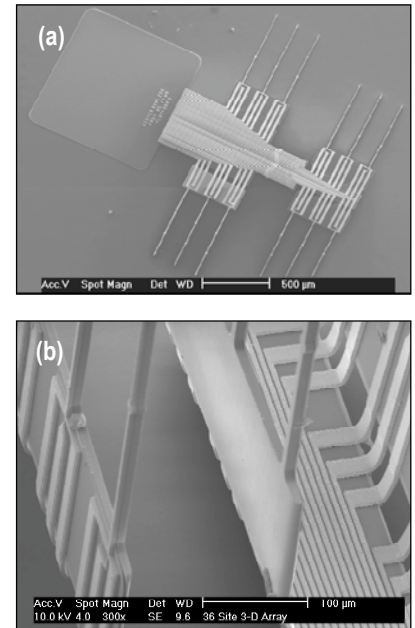 (a)
Acc.V Spot Magn Det WD 500 µm
(b)
Acc.V Spot Magn Det WD 100 µm
10.0 kV 4.0 300x SE 9.6 36 Site 3-D Array